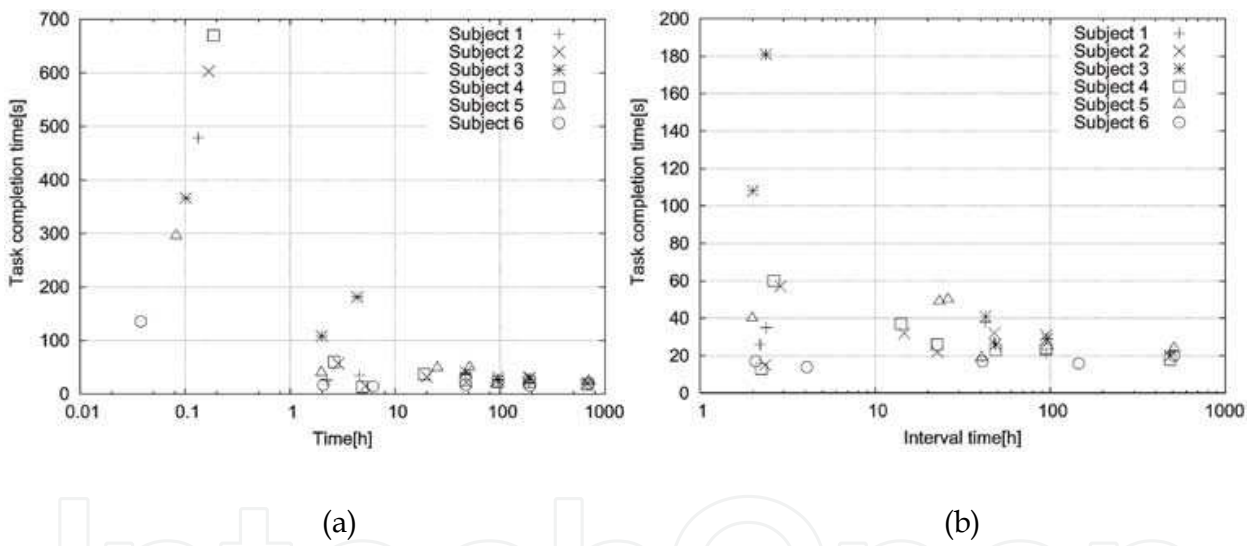 700
600
500
400
300
200
100
0
Task completion time[s]
0.01 0.1 1 10 100 1000
Time[h]
Subject 1
Subject 2
Subject 3
Subject 4
Subject 5
Subject 6
(a)
200
180
160
140
120
100
80
60
40
20
0
Task completion time[s]
1 10 100 1000
Interval time[h]
Subject 1
Subject 2
Subject 3
Subject 4
Subject 5
Subject 6
(b)